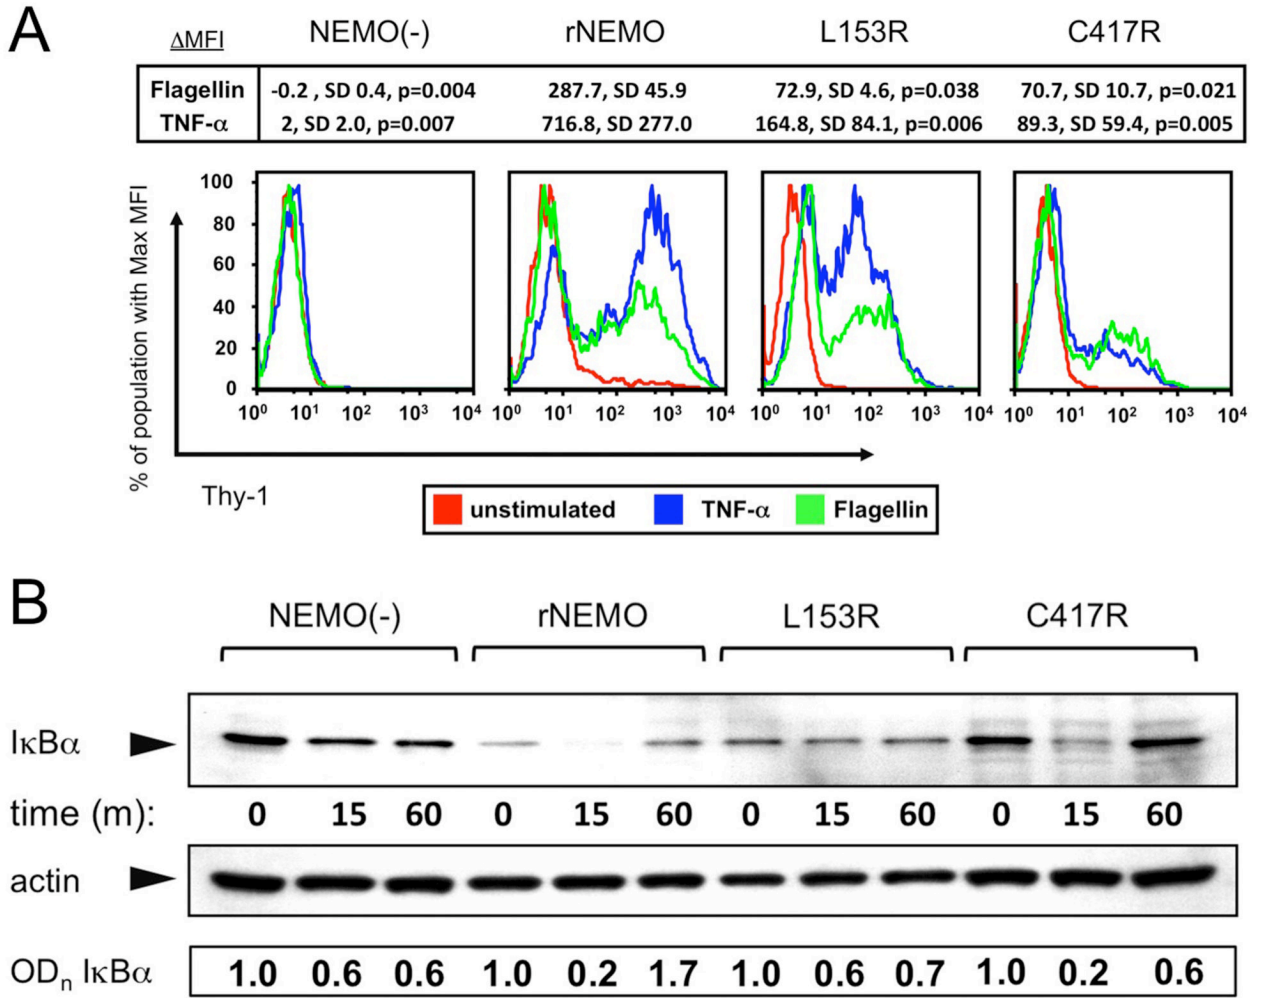 A
ΔMFI NEMO(-) rNEMO L153R C417R
Flagellin -0.2 , SD 0.4, p=0.004 287.7, SD 45.9 72.9, SD 4.6, p=0.038 70.7, SD 10.7, p=0.021
TNF-α 2, SD 2.0, p=0.007 716.8, SD 277.0 164.8, SD 84.1, p=0.006 89.3, SD 59.4, p=0.005
% of population with Max MFI
100
80
60
40
20
0
10⁰ 10¹ 10² 10³ 10⁴ 10⁰ 10¹ 10² 10³ 10⁴ 10⁰ 10¹ 10² 10³ 10⁴ 10⁰ 10¹ 10² 10³ 10⁴
Thy-1
unstimulated TNF-α Flagellin
B
NEMO(-) rNEMO L153R C417R
IκBα
time (m): 0 15 60 0 15 60 0 15 60 0 15 60
actin
ODₙ IκBα 1.0 0.6 0.6 1.0 0.2 1.7 1.0 0.6 0.7 1.0 0.2 0.6